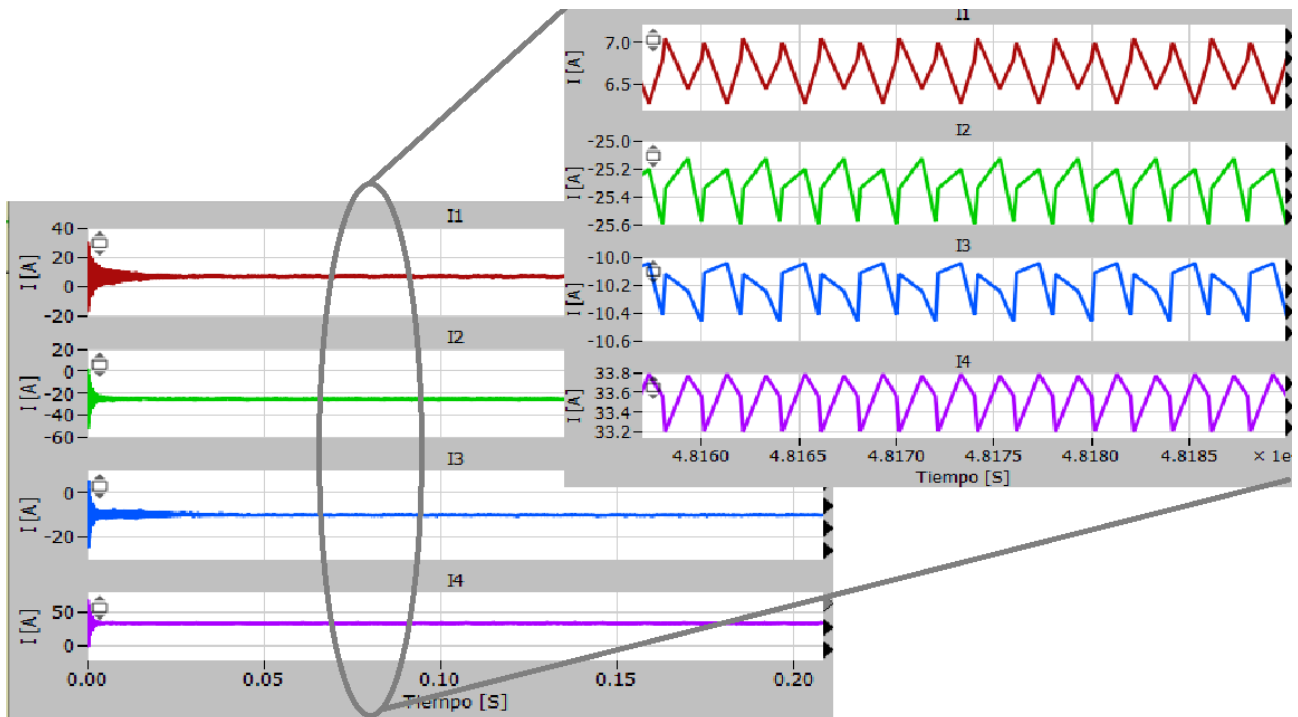 I1
7.0
6.5
I [A]
I2
-25.0
-25.2
-25.4
-25.6
I [A]
I3
-10.0
-10.2
-10.4
-10.6
I [A]
I4
33.8
33.6
33.4
33.2
I [A]
4.8160 4.8165 4.8170 4.8175 4.8180 4.8185 × 1e
Tiempo [S]
I1
40
20
0
-20
I [A]
I2
20
0
-20
-40
-60
I [A]
I3
0
-20
I [A]
I4
50
0
I [A]
0.00 0.05 0.10 0.15 0.20
Tiempo [S]